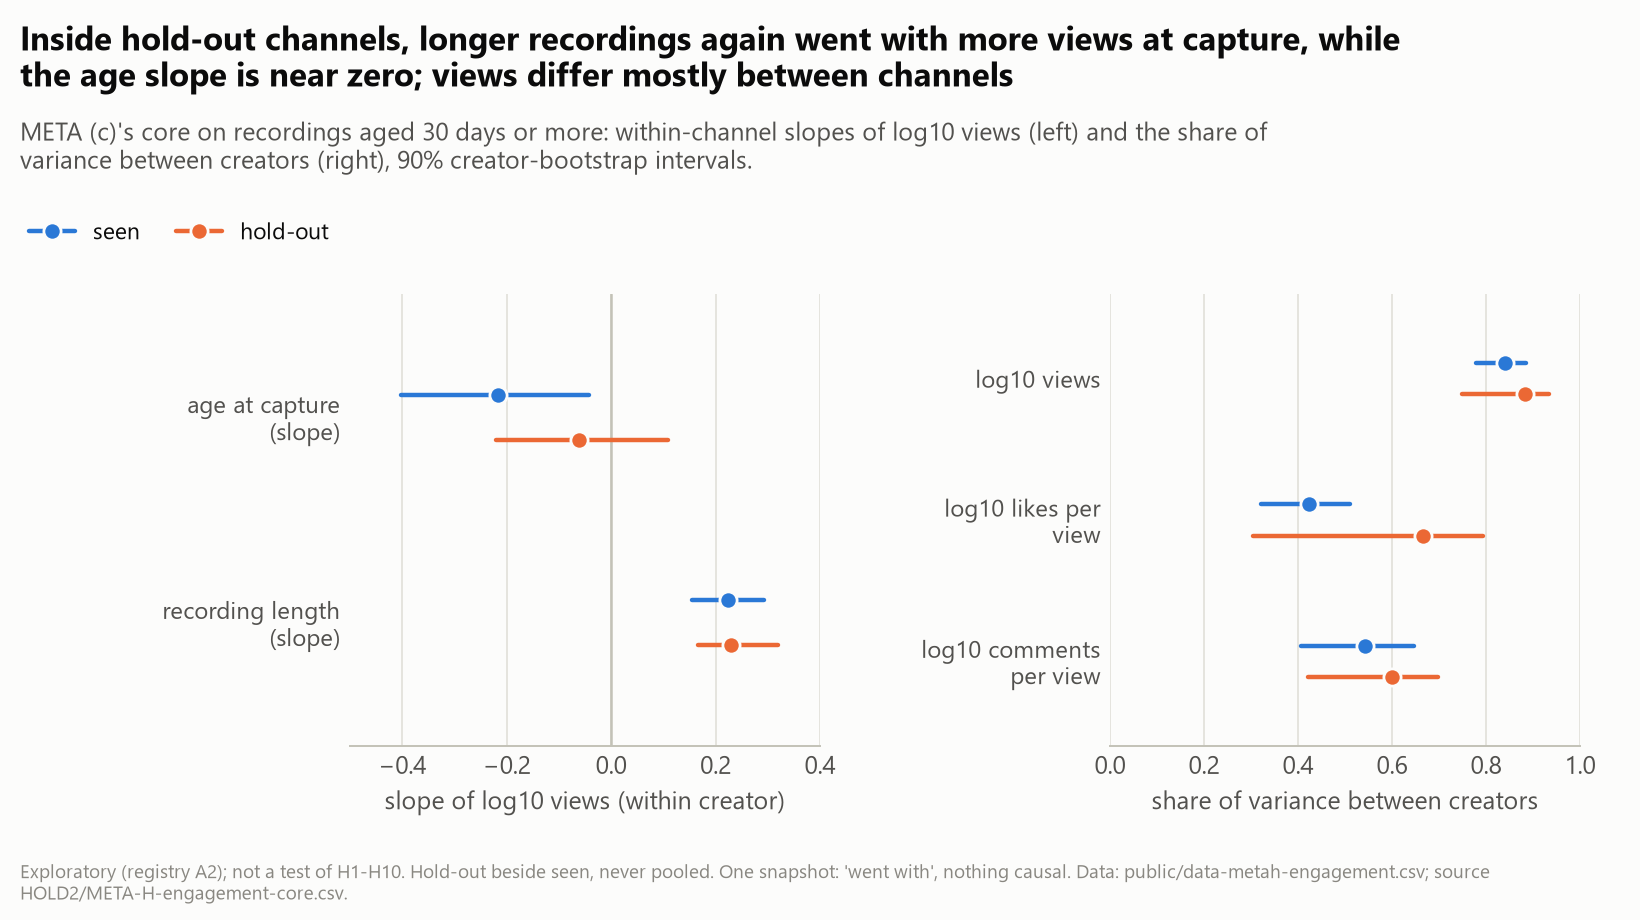 Inside hold-out channels, longer recordings again went with more views at capture, while
the age slope is near zero; views differ mostly between channels
META (c)'s core on recordings aged 30 days or more: within-channel slopes of log10 views (left) and the share of
variance between creators (right), 90% creator-bootstrap intervals.
seen hold-out
age at capture
(slope)
recording length
(slope)
−0.4 −0.2 0.0 0.2 0.4
slope of log10 views (within creator)
log10 views
log10 likes per
view
log10 comments
per view
0.0 0.2 0.4 0.6 0.8 1.0
share of variance between creators
Exploratory (registry A2); not a test of H1-H10. Hold-out beside seen, never pooled. One snapshot: 'went with', nothing causal. Data: public/data-metah-engagement.csv; source
HOLD2/META-H-engagement-core.csv.